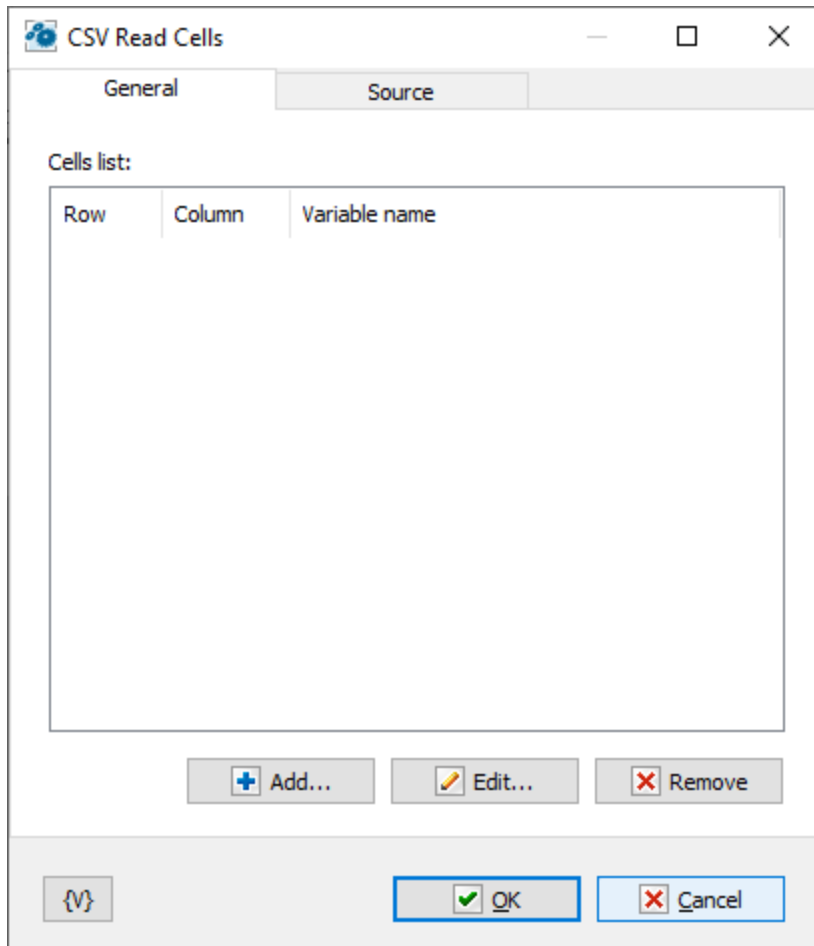 CSV Read Cells
General Source
Cells list:
Row Column Variable name
Add... Edit... Remove
{V} OK Cancel